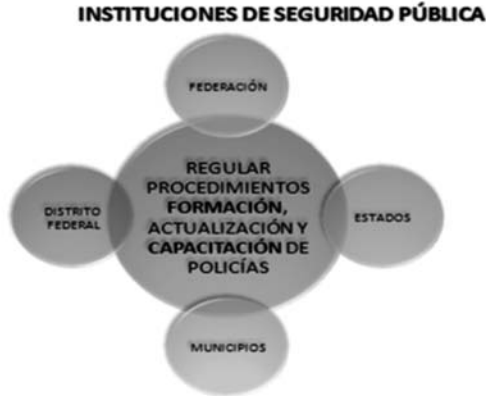 INSTITUCIONES DE SEGURIDAD PÚBLICA
FEDERACIÓN
REGULAR
PROCEDIMIENTOS
FORMACIÓN,
ACTUALIZACIÓN Y
CAPACITACIÓN DE
POLICÍAS
DISTRITO
FEDERAL
ESTADOS
MUNICIPIOS